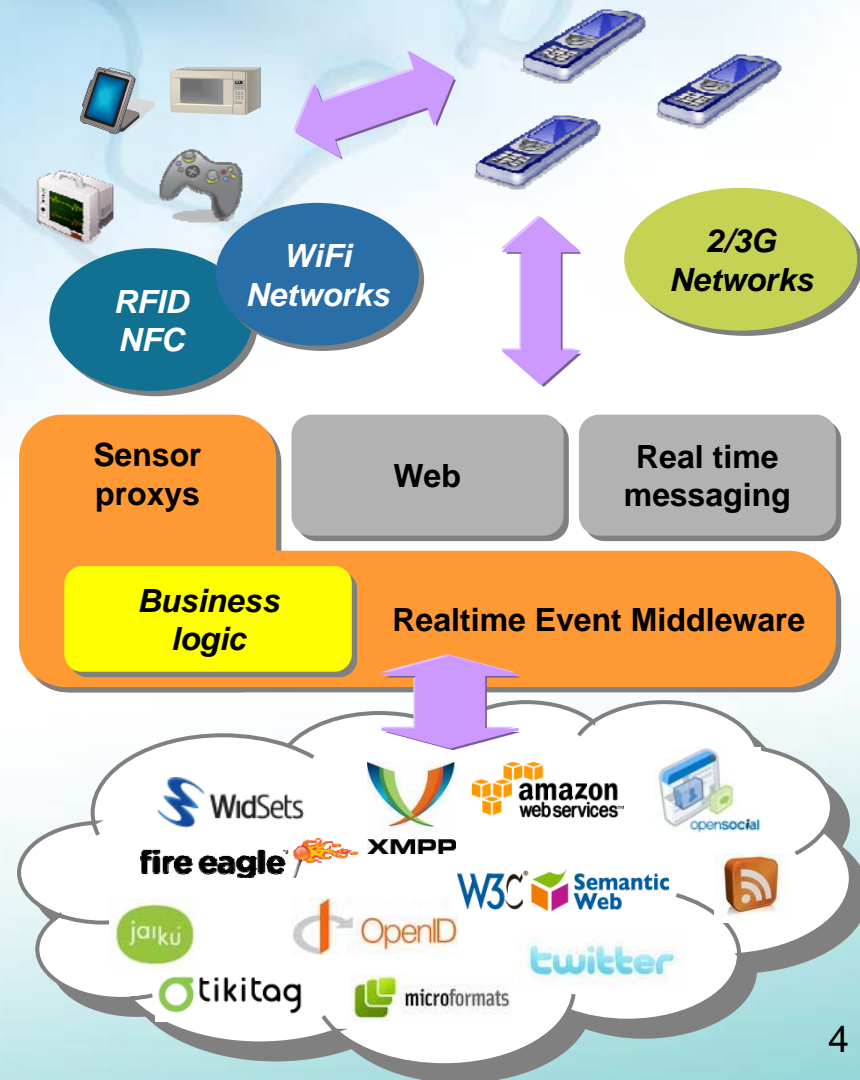 WiFi
Networks
2/3G
Networks
RFID
NFC
Sensor
proxys
Web
Real time
messaging
Business
logic
Realtime Event Middleware
WidSets
XMPP
amazon
webservices™
opensocial
fire eagle
W3C® Semantic
Web
jaiku
OpenID
twitter
tikitag
microformats
4